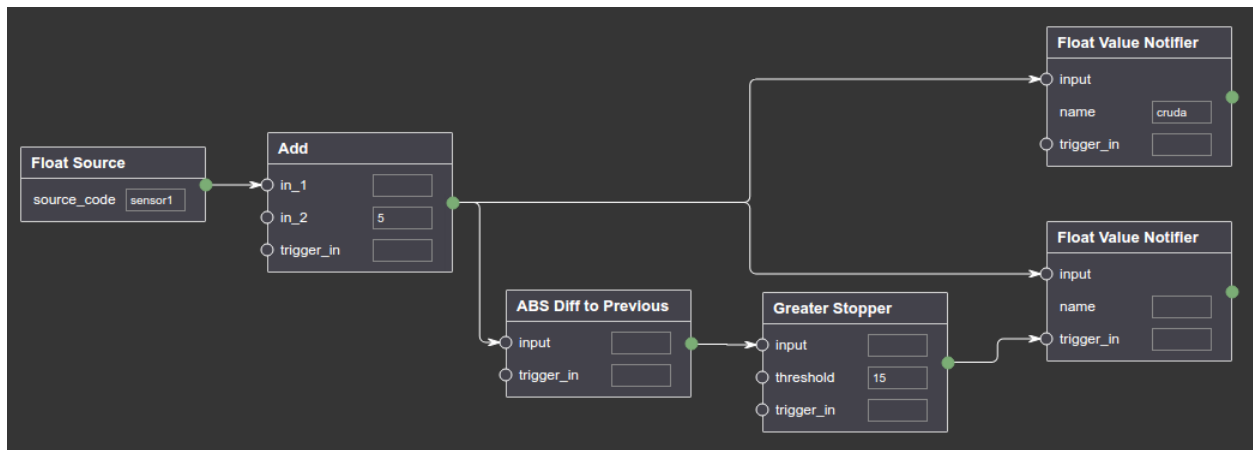 Float Source
source_code sensor1
Add
in_1
in_2 5
trigger_in
ABS Diff to Previous
input
trigger_in
Greater Stopper
input
threshold 15
trigger_in
Float Value Notifier
input
name cruda
trigger_in
Float Value Notifier
input
name
trigger_in